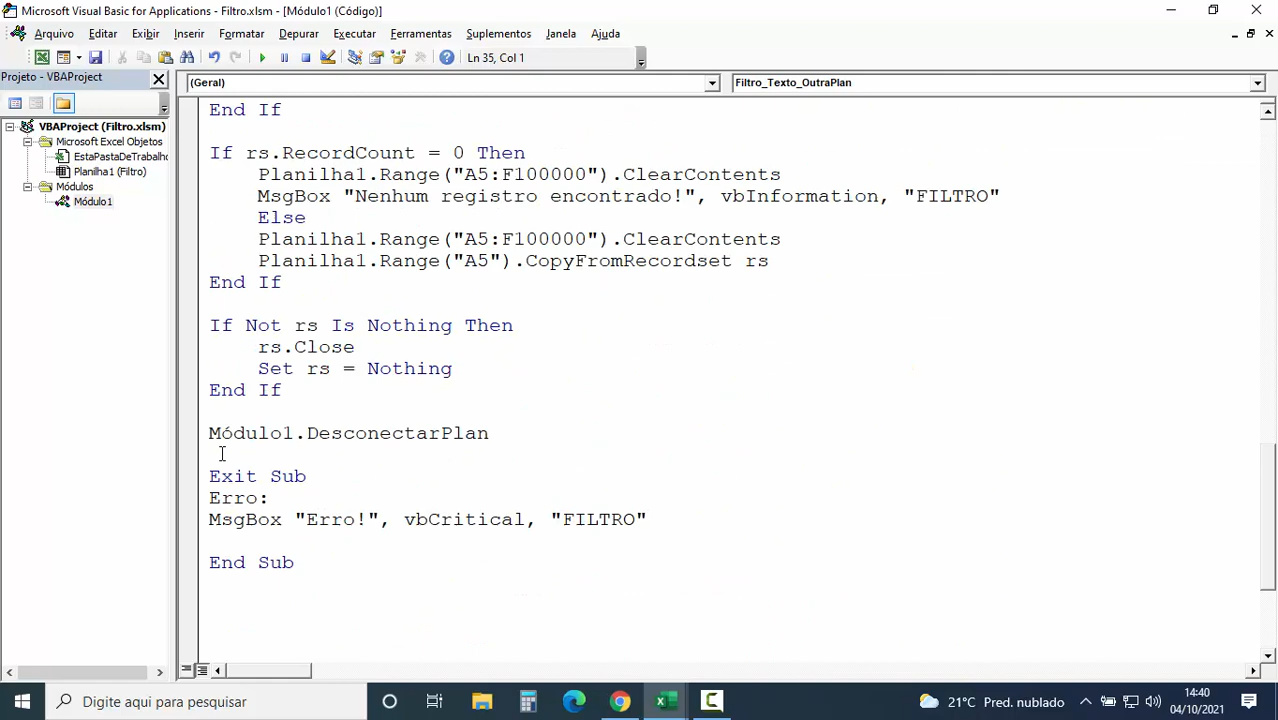 Microsoft Visual Basic for Applications - Filtro.xlsm - [Módulo1 (Código)]
Arquivo Editar Exibir Inserir Formatar Depurar Executar Ferramentas Suplementos Janela Ajuda
Ln 35, Col 1
Projeto - VBAProject
(Geral)
Filtro_Texto_OutraPlan
VBAProject (Filtro.xlsm)
Microsoft Excel Objetos
EstaPastaDeTrabalho
Planilha1 (Filtro)
Módulos
Módulo1
End If
If rs.RecordCount = 0 Then
Planilha1.Range("A5:F100000").ClearContents
MsgBox "Nenhum registro encontrado!", vbInformation, "FILTRO"
Else
Planilha1.Range("A5:F100000").ClearContents
Planilha1.Range("A5").CopyFromRecordset rs
End If
If Not rs Is Nothing Then
rs.Close
Set rs = Nothing
End If
Módulo1.DesconectarPlan
Exit Sub
Erro:
MsgBox "Erro!", vbCritical, "FILTRO"
End Sub
Digite aqui para pesquisar
21°C Pred. nublado
14:40
04/10/2021